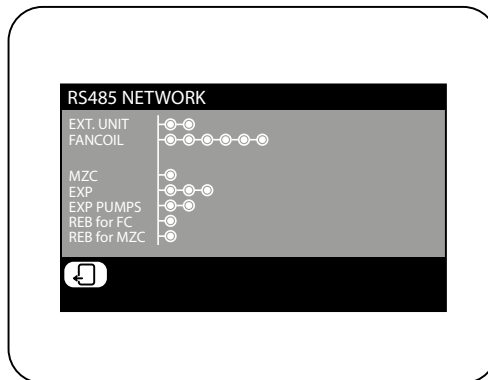 RS485 NETWORK
EXT. UNIT
FANCOIL
MZC
EXP
EXP PUMPS
REB for FC
REB for MZC